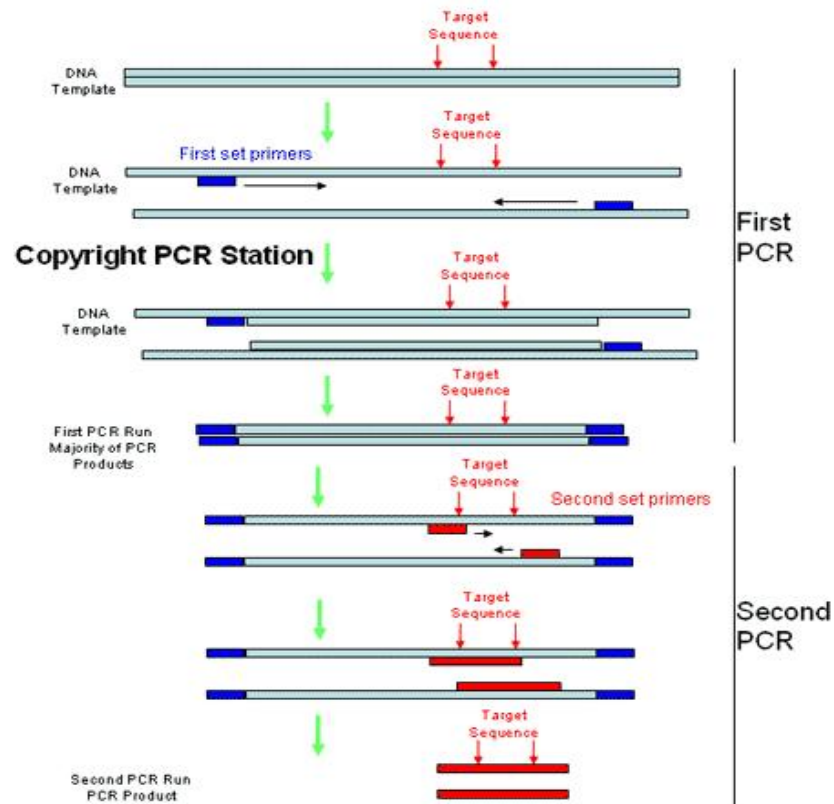 Target
Sequence
DNA
Template
Target
Sequence
First set primers
DNA
Template
First
PCR
Copyright PCR Station
Target
Sequence
DNA
Template
Target
Sequence
First PCR Run
Majority of PCR
Products
Target
Sequence
Second set primers
Second
PCR
Target
Sequence
Target
Sequence
Second PCR Run
PCR Product